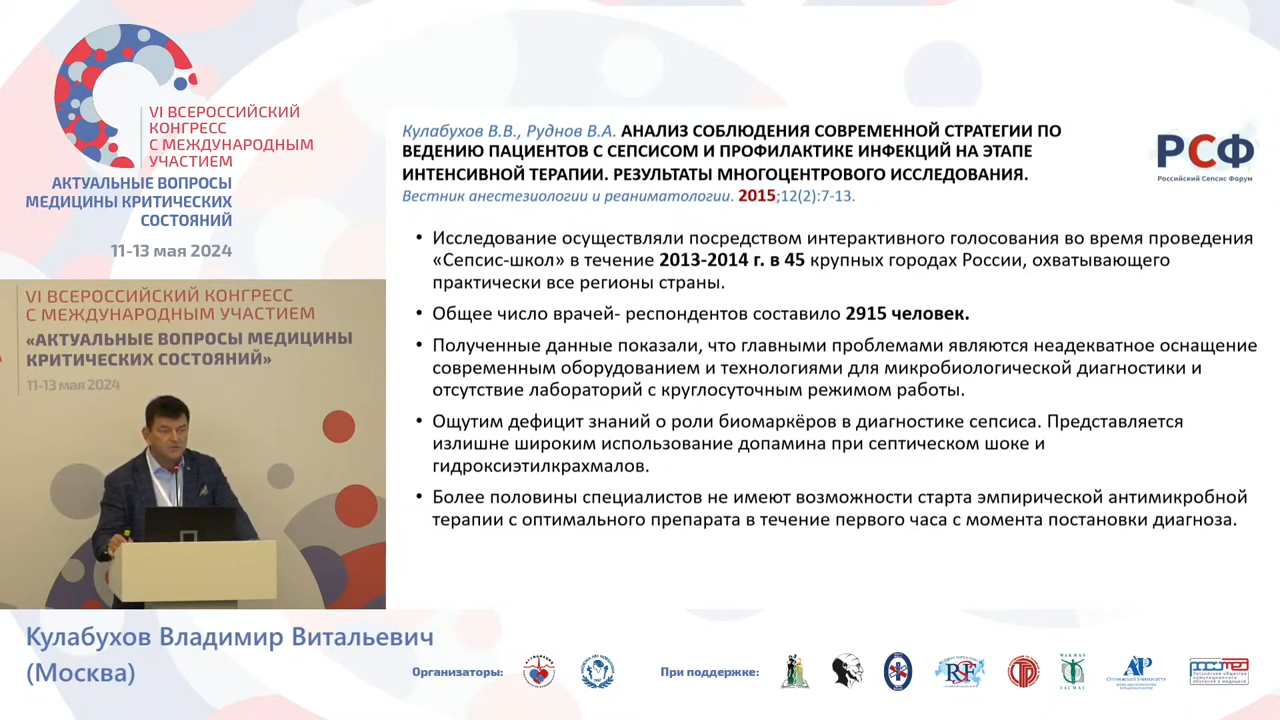 VI ВСЕРОССИЙСКИЙ
КОНГРЕСС
С МЕЖДУНАРОДНЫМ
УЧАСТИЕМ
АКТУАЛЬНЫЕ ВОПРОСЫ
МЕДИЦИНЫ КРИТИЧЕСКИХ
СОСТОЯНИЙ
11-13 мая 2024
VI ВСЕРОССИЙСКИЙ КОНГРЕСС
С МЕЖДУНАРОДНЫМ УЧАСТИЕМ
«АКТУАЛЬНЫЕ ВОПРОСЫ МЕДИЦИНЫ
КРИТИЧЕСКИХ СОСТОЯНИЙ»
11-13 мая 2024
Кулабухов В.В., Руднов В.А. АНАЛИЗ СОБЛЮДЕНИЯ СОВРЕМЕННОЙ СТРАТЕГИИ ПО
ВЕДЕНИЮ ПАЦИЕНТОВ С СЕПСИСОМ И ПРОФИЛАКТИКЕ ИНФЕКЦИЙ НА ЭТАПЕ
ИНТЕНСИВНОЙ ТЕРАПИИ. РЕЗУЛЬТАТЫ МНОГОЦЕНТРОВОГО ИССЛЕДОВАНИЯ.
Вестник анестезиологии и реаниматологии. 2015;12(2):7-13.
РСФ
Российский Сепсис Форум
• Исследование осуществляли посредством интерактивного голосования во время проведения
«Сепсис-школ» в течение 2013-2014 г. в 45 крупных городах России, охватывающего
практически все регионы страны.
• Общее число врачей- респондентов составило 2915 человек.
• Полученные данные показали, что главными проблемами являются неадекватное оснащение
современным оборудованием и технологиями для микробиологической диагностики и
отсутствие лабораторий с круглосуточным режимом работы.
• Ощутим дефицит знаний о роли биомаркёров в диагностике сепсиса. Представляется
излишне широким использование допамина при септическом шоке и
гидроксиэтилкрахмалов.
• Более половины специалистов не имеют возможности старта эмпирической антимикробной
терапии с оптимального препарата в течение первого часа с момента постановки диагноза.
Кулабухов Владимир Витальевич
(Москва)
Организаторы:
При поддержке: